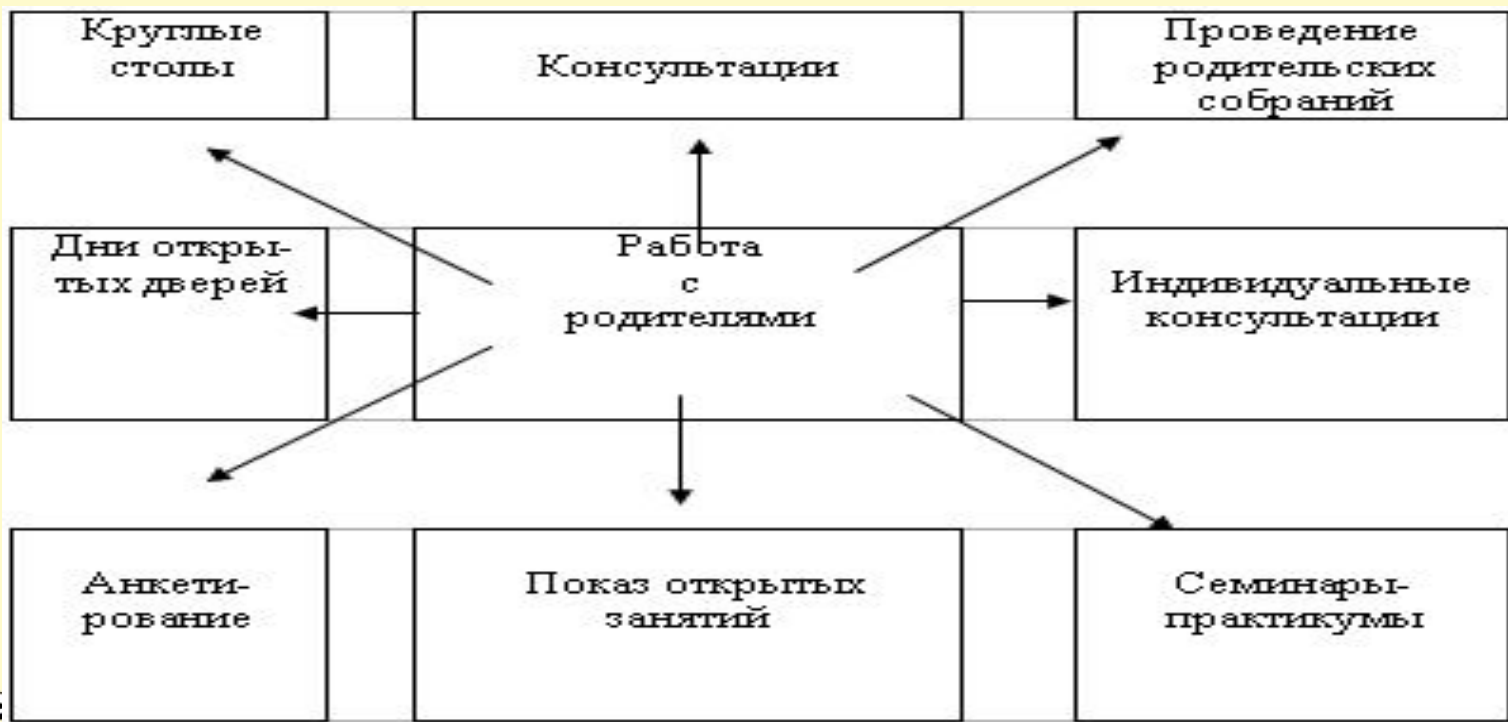 Круглые
столы
Консультации
Проведение
родительских
собраний
Дни откры-
тых дверей
Работа
с
родителями
Индивидуальные
консультации
Анкети-
рование
Показ открытых
занятий
Семинары-
практикумы